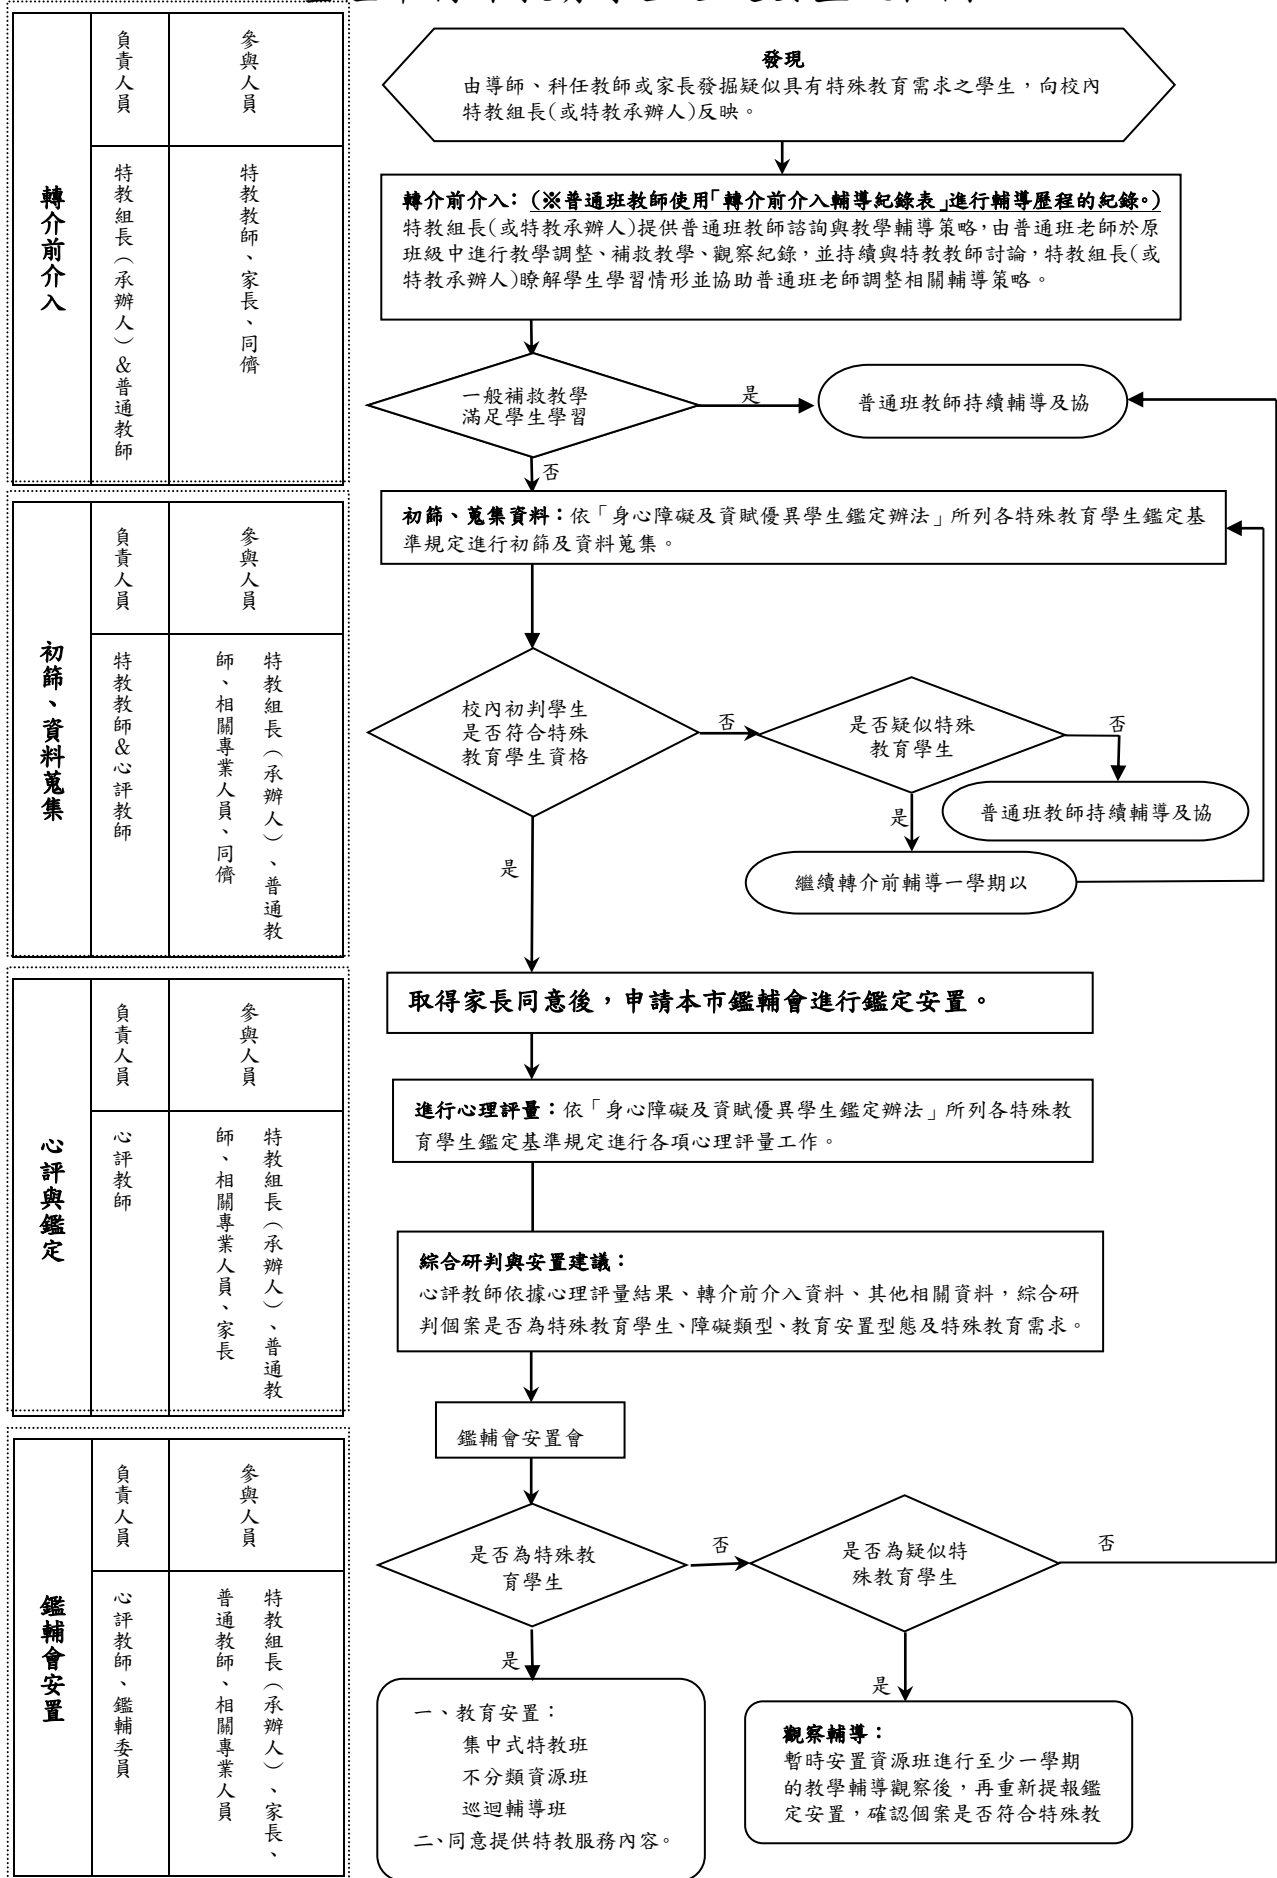 轉介前介入
負責人員
參與人員
特教組長（承辦人）&普通教師
特教教師、家長、同儕
發現
由導師、科任教師或家長發掘疑似具有特殊教育需求之學生，向校內
特教組長(或特教承辦人)反映。
轉介前介入：(※普通班教師使用「轉介前介入輔導紀錄表」進行輔導歷程的紀錄。)
特教組長(或特教承辦人)提供普通班教師諮詢與教學輔導策略，由普通班老師於原
班級中進行教學調整、補救教學、觀察紀錄，並持續與特教教師討論，特教組長(或
特教承辦人)瞭解學生學習情形並協助普通班老師調整相關輔導策略。
一般補救教學
滿足學生學習
是
普通班教師持續輔導及協
否
初篩、資料蒐集
負責人員
參與人員
特教教師&心評教師
特教組長（承辦人）、普通教
師、相關專業人員、同儕
初篩、蒐集資料：依「身心障礙及資賦優異學生鑑定辦法」所列各特殊教育學生鑑定基
準規定進行初篩及資料蒐集。
校內初判學生
是否符合特殊
教育學生資格
否
是否疑似特殊
教育學生
否
普通班教師持續輔導及協
是
繼續轉介前輔導一學期以
是
心評與鑑定
負責人員
參與人員
心評教師
特教組長（承辦人）、普通教
師、相關專業人員、家長
取得家長同意後，申請本市鑑輔會進行鑑定安置。
進行心理評量：依「身心障礙及資賦優異學生鑑定辦法」所列各特殊教
育學生鑑定基準規定進行各項心理評量工作。
綜合研判與安置建議：
心評教師依據心理評量結果、轉介前介入資料、其他相關資料，綜合研
判個案是否為特殊教育學生、障礙類型、教育安置型態及特殊教育需求。
鑑輔會安置
負責人員
參與人員
心評教師、鑑輔委員
特教組長（承辦人）、家長、
普通教師、相關專業人員
鑑輔會安置會
是否為特殊教
育學生
否
是否為疑似特
殊教育學生
否
是
一、教育安置：
集中式特教班
不分類資源班
巡迴輔導班
二、同意提供特教服務內容。
是
觀察輔導：
暫時安置資源班進行至少一學期
的教學輔導觀察後，再重新提報鑑
定安置，確認個案是否符合特殊教